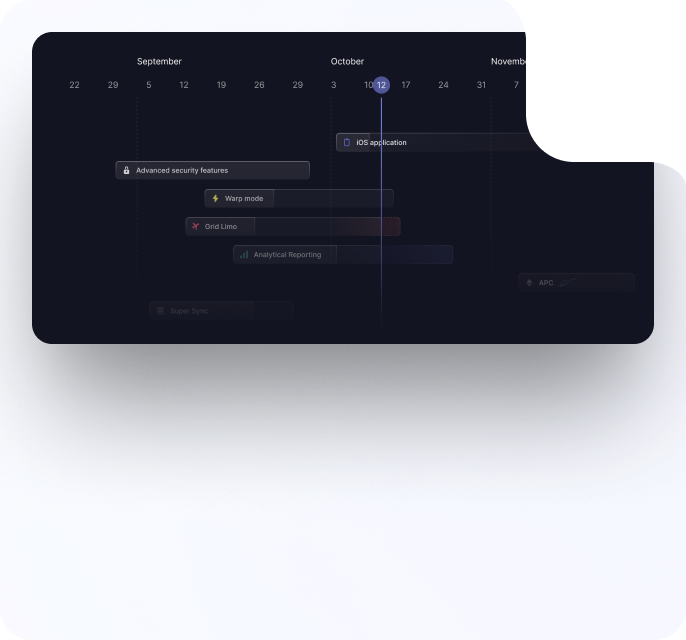 September October Novembe
22 29 5 12 19 26 29 3 10 12 17 24 31 7
iOS application
Advanced security features
Warp mode
Grid Limo
Analytical Reporting
APC
Super Sync